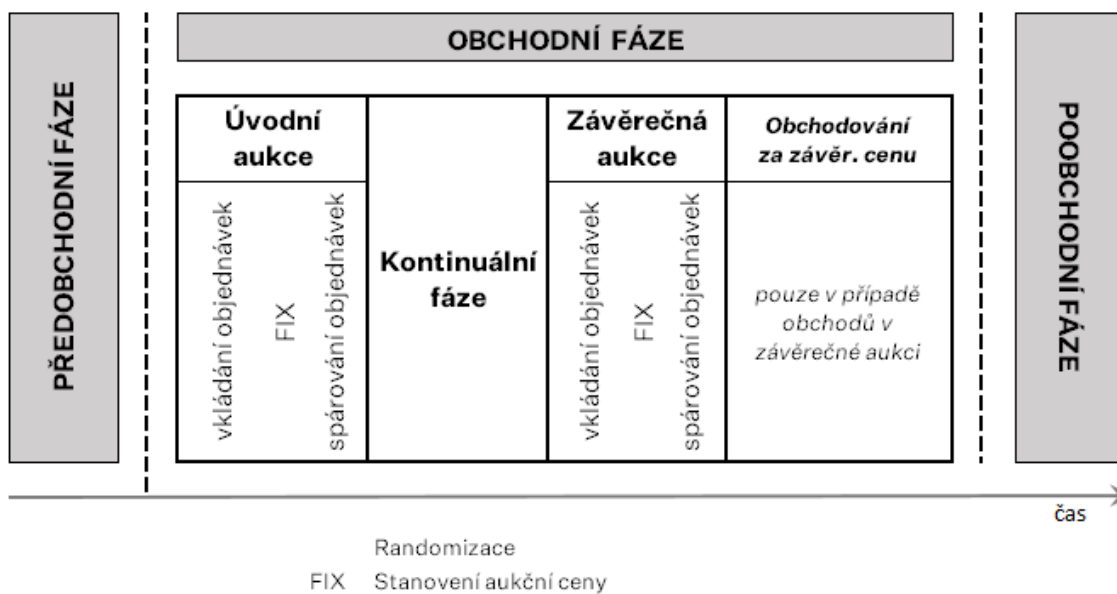 PŘEDOBCHODNÍ FÁZE
OBCHODNÍ FÁZE
Úvodní
aukce
vkládání objednávek
FIX
spárování objednávek
Kontinuální
fáze
Závěrečná
aukce
vkládání objednávek
FIX
spárování objednávek
Obchodování
za závěr. cenu
pouze v případě
obchodů v
závěrečné aukci
POOBCHODNÍ FÁZE
čas
Randomizace
FIX Stanovení aukční ceny